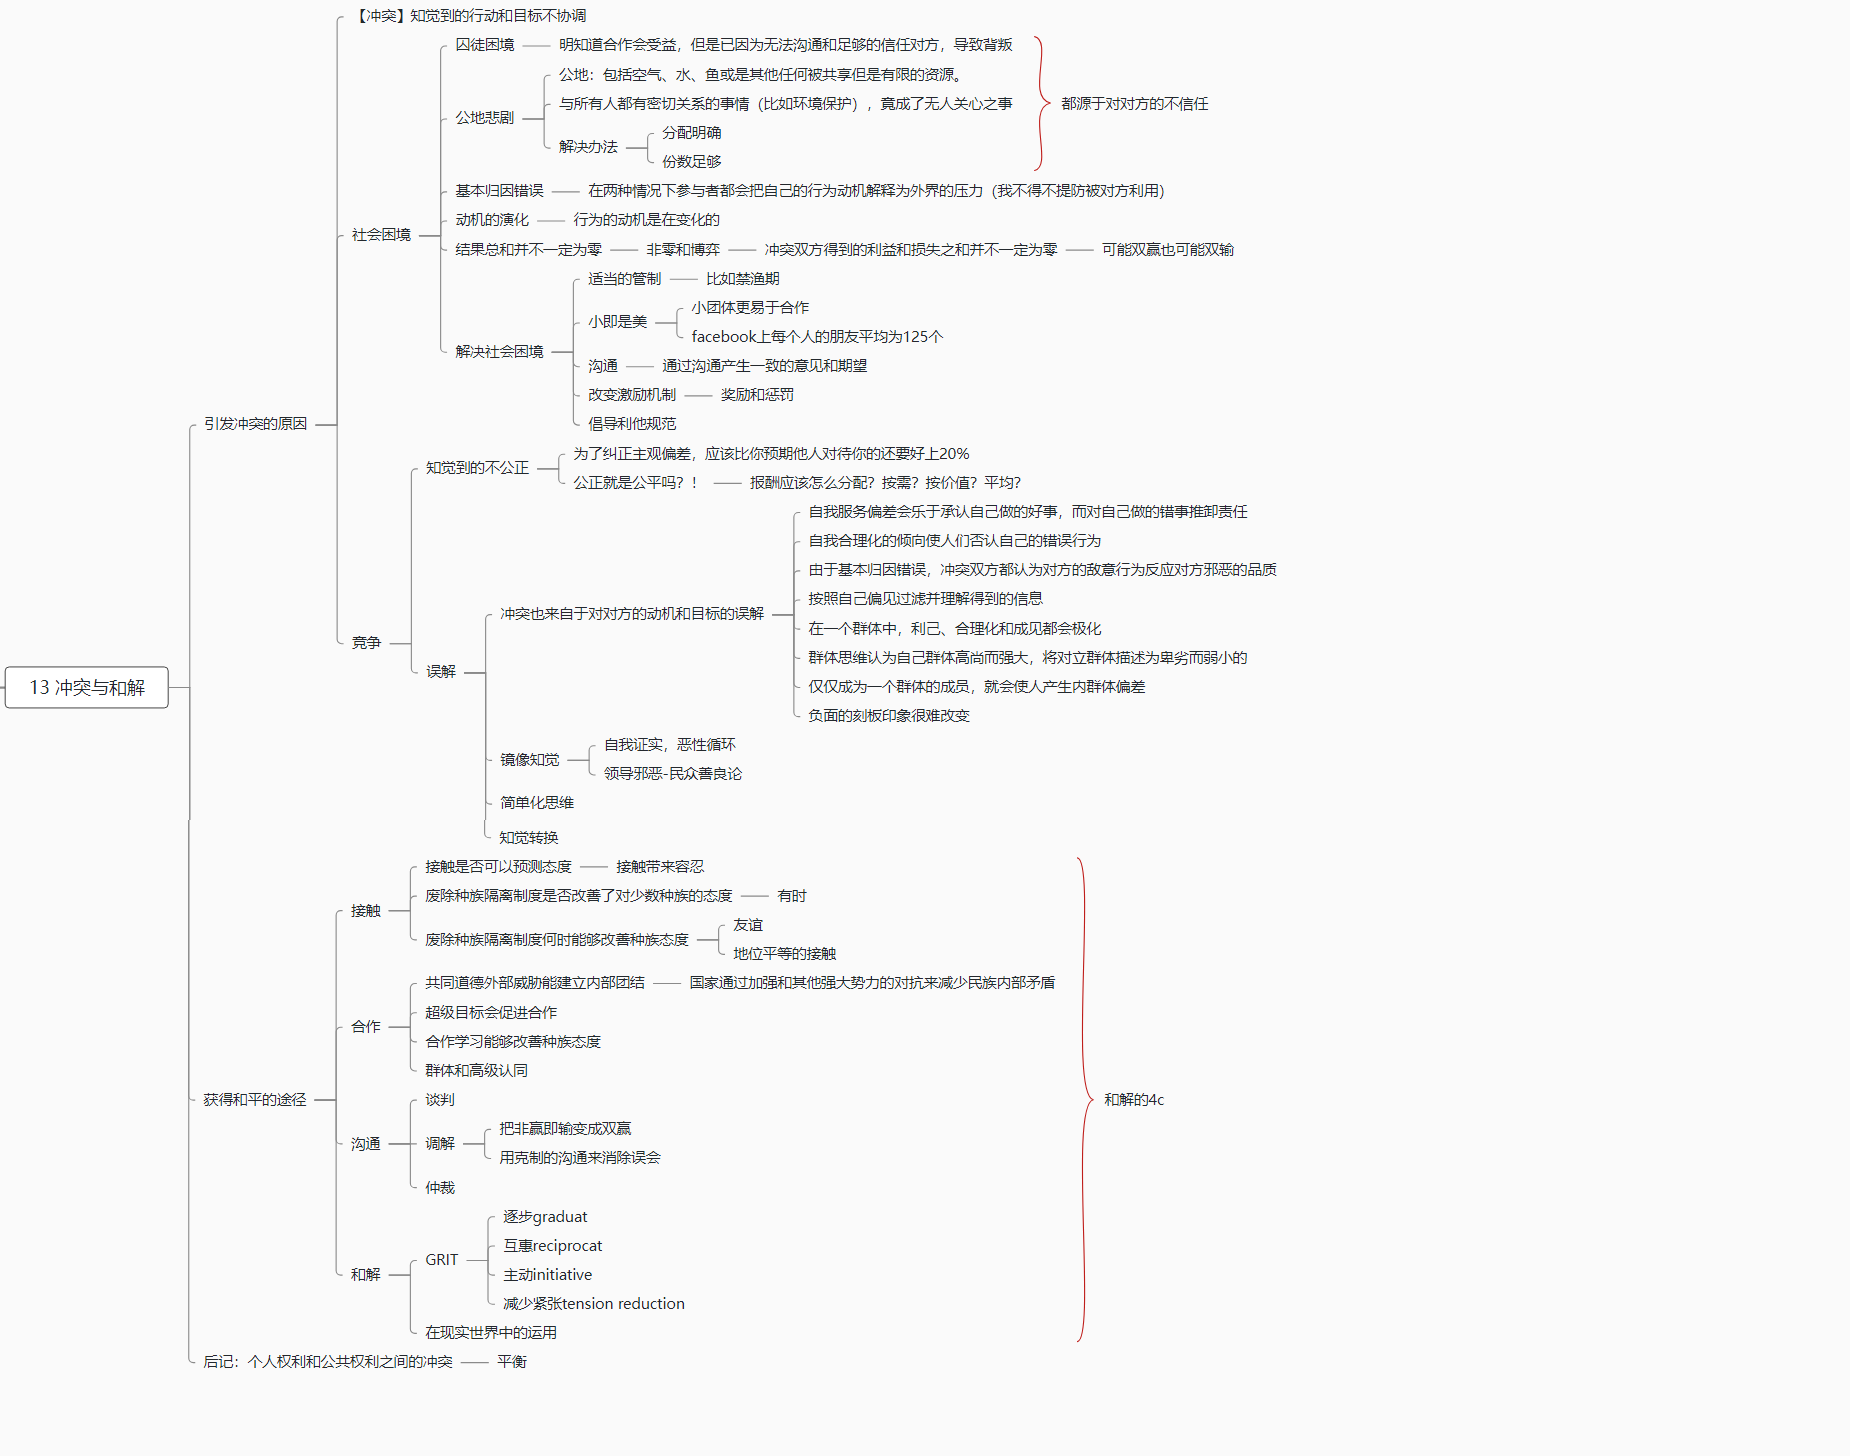 【冲突】知觉到的行动和目标不协调
囚徒困境
明知道合作会受益，但是已因为无法沟通和足够的信任对方，导致背叛
公地：包括空气、水、鱼或是其他任何被共享但是有限的资源。
与所有人都有密切关系的事情（比如环境保护），竟成了无人关心之事
都源于对对方的不信任
公地悲剧
分配明确
解决办法
份数足够
基本归因错误
在两种情况下参与者都会把自己的行为动机解释为外界的压力（我不得不提防被对方利用）
动机的演化
行为的动机是在变化的
社会困境
结果总和并不一定为零
非零和博弈
冲突双方得到的利益和损失之和并不一定为零
可能双赢也可能双输
适当的管制
比如禁渔期
小团体更易于合作
小即是美
facebook上每个人的朋友平均为125个
解决社会困境
沟通
通过沟通产生一致的意见和期望
改变激励机制
奖励和惩罚
倡导利他规范
引发冲突的原因
为了纠正主观偏差，应该比你预期他人对待你的还要好上20%
知觉到的不公正
公正就是公平吗？！
报酬应该怎么分配？按需？按价值？平均？
自我服务偏差会乐于承认自己做的好事，而对自己做的错事推卸责任
自我合理化的倾向使人们否认自己的错误行为
由于基本归因错误，冲突双方都认为对方的敌意行为反应对方邪恶的品质
按照自己偏见过滤并理解得到的信息
冲突也来自于对对方的动机和目标的误解
在一个群体中，利己、合理化和成见都会极化
竞争
群体思维认为自己群体高尚而强大，将对立群体描述为卑劣而弱小的
误解
仅仅成为一个群体的成员，就会使人产生内群体偏差
13 冲突与和解
负面的刻板印象很难改变
自我证实，恶性循环
镜像知觉
领导邪恶-民众善良论
简单化思维
知觉转换
接触是否可以预测态度
接触带来容忍
废除种族隔离制度是否改善了对少数种族的态度
有时
接触
友谊
废除种族隔离制度何时能够改善种族态度
地位平等的接触
共同道德外部威胁能建立内部团结
国家通过加强和其他强大势力的对抗来减少民族内部矛盾
超级目标会促进合作
合作
合作学习能够改善种族态度
群体和高级认同
获得和平的途径
谈判
和解的4c
把非赢即输变成双赢
沟通
调解
用克制的沟通来消除误会
仲裁
逐步graduat
互惠reciprocat
GRIT
和解
主动initiative
减少紧张tension reduction
在现实世界中的运用
后记：个人权利和公共权利之间的冲突
平衡